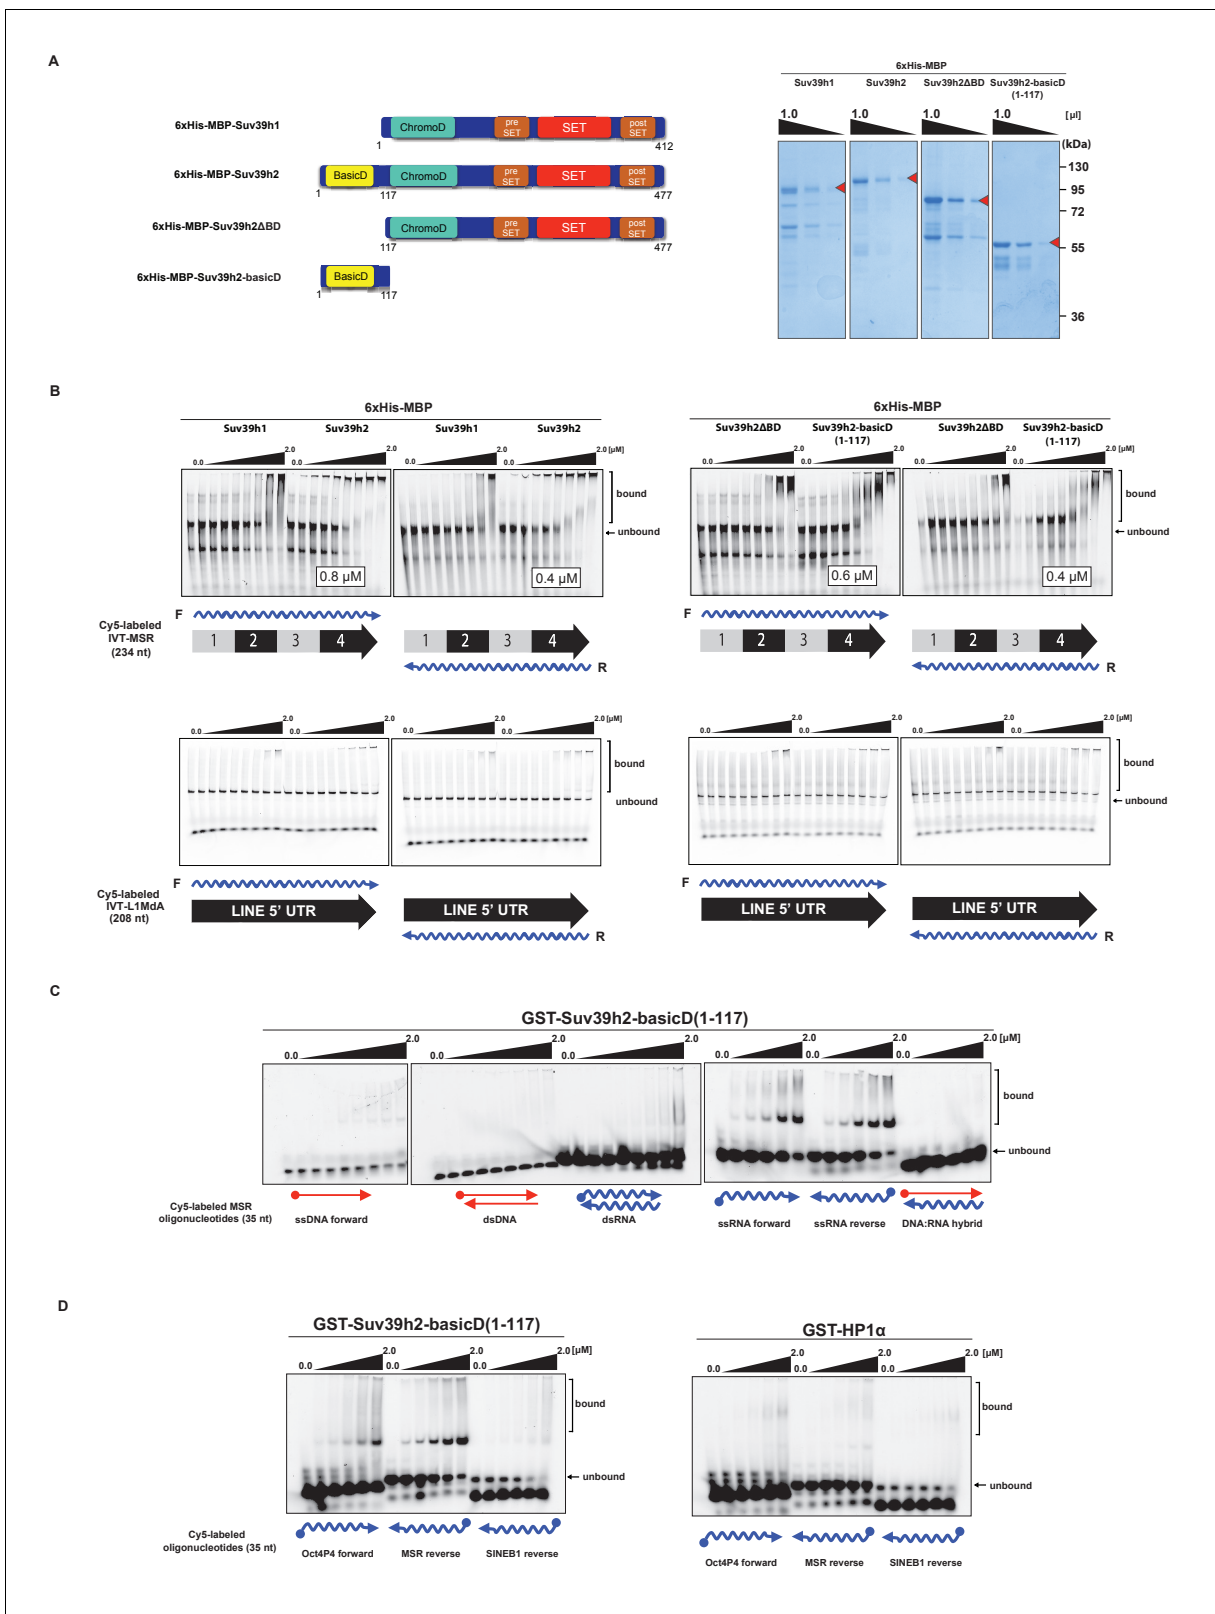 A
6xHis-MBP
Suv39h1 Suv39h2 Suv39h2ΔBD Suv39h2-basicD
(1-117)
1.0 1.0 1.0 1.0 [µl]
(kDa)
130
95
72
55
36
6xHis-MBP-Suv39h1
ChromoD pre SET SET post SET
1 412
6xHis-MBP-Suv39h2
BasicD ChromoD pre SET SET post SET
1 117 477
6xHis-MBP-Suv39h2ΔBD
ChromoD pre SET SET post SET
117 477
6xHis-MBP-Suv39h2-basicD
BasicD
1 117
B
6xHis-MBP
Suv39h1 Suv39h2 Suv39h1 Suv39h2
0.0 2.0 0.0 2.0 0.0 2.0 0.0 2.0 [µM]
bound
unbound
0.8 µM 0.4 µM
6xHis-MBP
Suv39h2ΔBD Suv39h2-basicD
(1-117)
Suv39h2ΔBD Suv39h2-basicD
(1-117)
0.0 2.0 0.0 2.0 0.0 2.0 0.0 2.0 [µM]
bound
unbound
0.6 µM 0.4 µM
Cy5-labeled
IVT-MSR
(234 nt)
F
1 2 3 4 1 2 3 4
R
F
1 2 3 4 1 2 3 4
R
0.0 2.0 0.0 2.0 0.0 2.0 0.0 2.0 [µM]
bound
unbound
0.0 2.0 0.0 2.0 0.0 2.0 0.0 2.0 [µM]
bound
unbound
Cy5-labeled
IVT-L1MdA
(208 nt)
F
LINE 5' UTR LINE 5' UTR
R
F
LINE 5' UTR LINE 5' UTR
R
C
GST-Suv39h2-basicD(1-117)
0.0 2.0 0.0 2.0 0.0 2.0 0.0 2.0 0.0 2.0 0.0 2.0 [µM]
bound
unbound
Cy5-labeled MSR
oligonucleotides (35 nt)
ssDNA forward dsDNA dsRNA ssRNA forward ssRNA reverse DNA:RNA hybrid
D
GST-Suv39h2-basicD(1-117)
0.0 2.0 0.0 2.0 0.0 2.0 [µM]
bound
unbound
GST-HP1α
0.0 2.0 0.0 2.0 0.0 2.0 [µM]
bound
unbound
Cy5-labeled
oligonucleotides (35 nt)
Oct4P4 forward MSR reverse SINEB1 reverse
Oct4P4 forward MSR reverse SINEB1 reverse